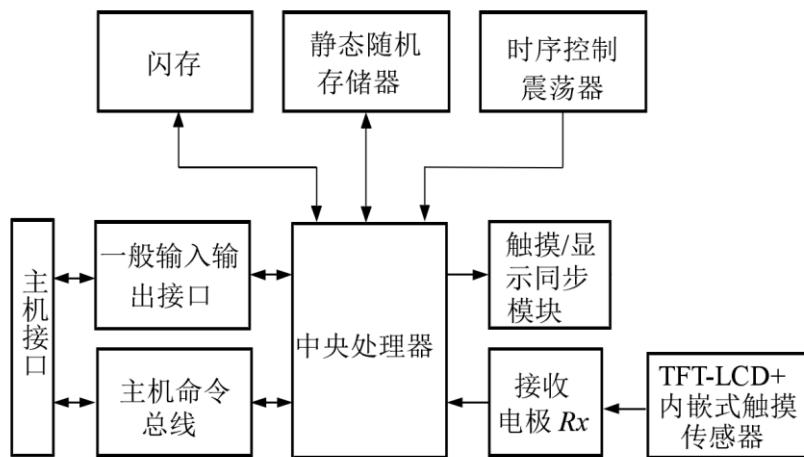 闪存
静态随机
存储器
时序控制
震荡器
主机接口
一般输入输
出接口
主机命令
总线
中央处理器
触摸/显
示同步
模块
接收
电极 Rx
TFT-LCD+
内嵌式触摸
传感器